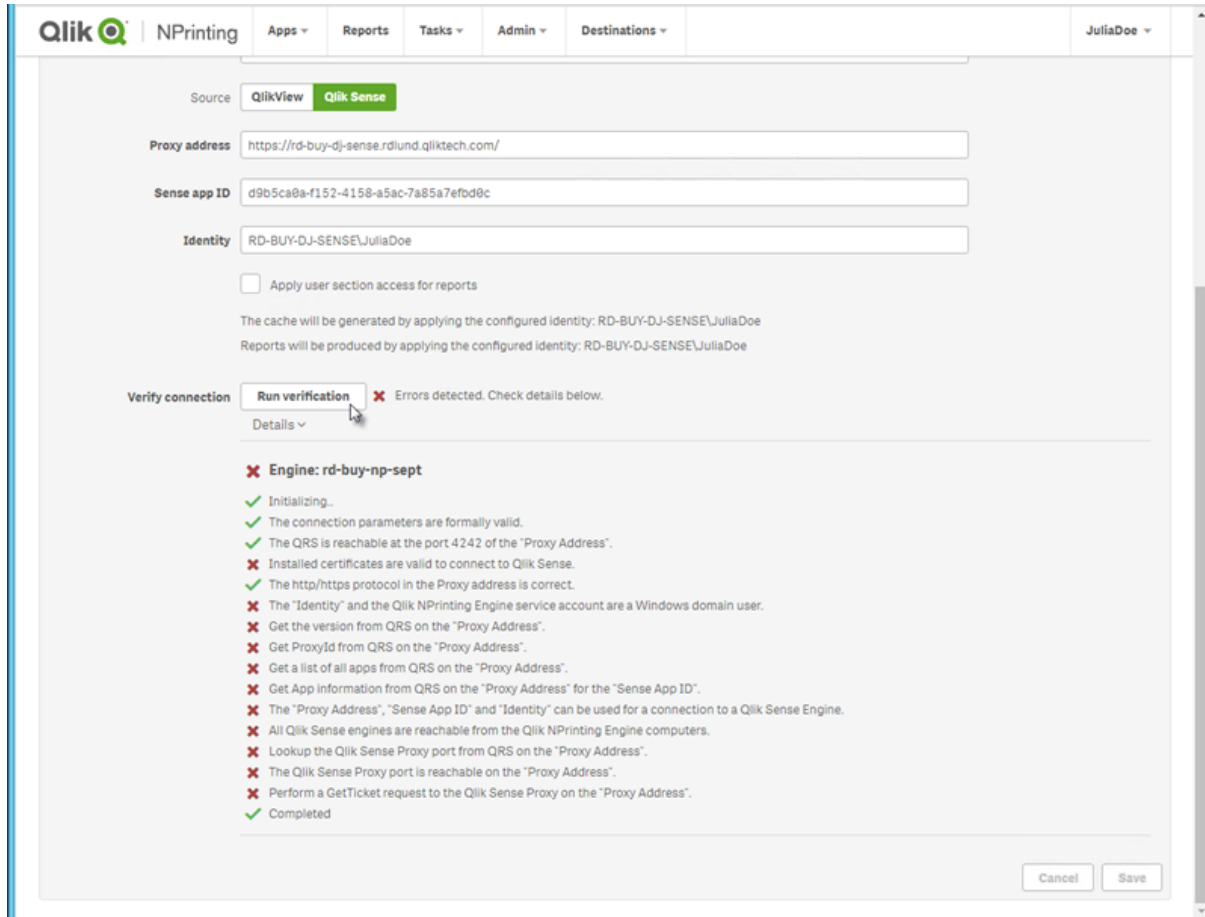 Qlik NPrinting Apps Reports Tasks Admin Destinations JuliaDoe
Source QlikView Qlik Sense
Proxy address https://rd-buy-dj-sense.rdlund.qliktech.com/
Sense app ID d9b5ca0a-f152-4158-a5ac-7a85a7efbd0c
Identity RD-BUY-DJ-SENSE\JuliaDoe
Apply user section access for reports
The cache will be generated by applying the configured identity: RD-BUY-DJ-SENSE\JuliaDoe
Reports will be produced by applying the configured identity: RD-BUY-DJ-SENSE\JuliaDoe
Verify connection Run verification Errors detected. Check details below.
Details
Engine: rd-buy-np-sept
Initializing..
The connection parameters are formally valid.
The QRS is reachable at the port 4242 of the "Proxy Address".
Installed certificates are valid to connect to Qlik Sense.
The http/https protocol in the Proxy address is correct.
The "Identity" and the Qlik NPrinting Engine service account are a Windows domain user.
Get the version from QRS on the "Proxy Address".
Get ProxyId from QRS on the "Proxy Address".
Get a list of all apps from QRS on the "Proxy Address".
Get App information from QRS on the "Proxy Address" for the "Sense App ID".
The "Proxy Address", "Sense App ID" and "Identity" can be used for a connection to a Qlik Sense Engine.
All Qlik Sense engines are reachable from the Qlik NPrinting Engine computers.
Lookup the Qlik Sense Proxy port from QRS on the "Proxy Address".
The Qlik Sense Proxy port is reachable on the "Proxy Address".
Perform a GetTicket request to the Qlik Sense Proxy on the "Proxy Address".
Completed
Cancel Save